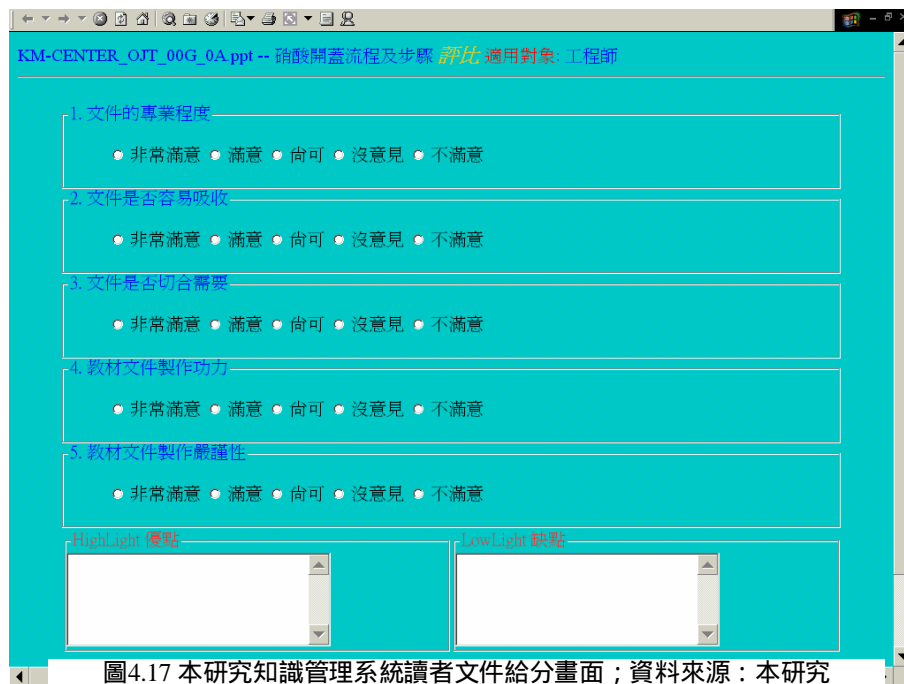 KM-CENTER_OJT_00G_0A.ppt -- 硝酸開蓋流程及步驟 評比 適用對象: 工程師
1. 文件的專業程度
非常滿意 滿意 尚可 沒意見 不滿意
2. 文件是否容易吸收
非常滿意 滿意 尚可 沒意見 不滿意
3. 文件是否切合需要
非常滿意 滿意 尚可 沒意見 不滿意
4. 教材文件製作功力
非常滿意 滿意 尚可 沒意見 不滿意
5. 教材文件製作嚴謹性
非常滿意 滿意 尚可 沒意見 不滿意
HighLight 優點 LowLight 缺點
圖4.17 本研究知識管理系統讀者文件給分畫面；資料來源：本研究